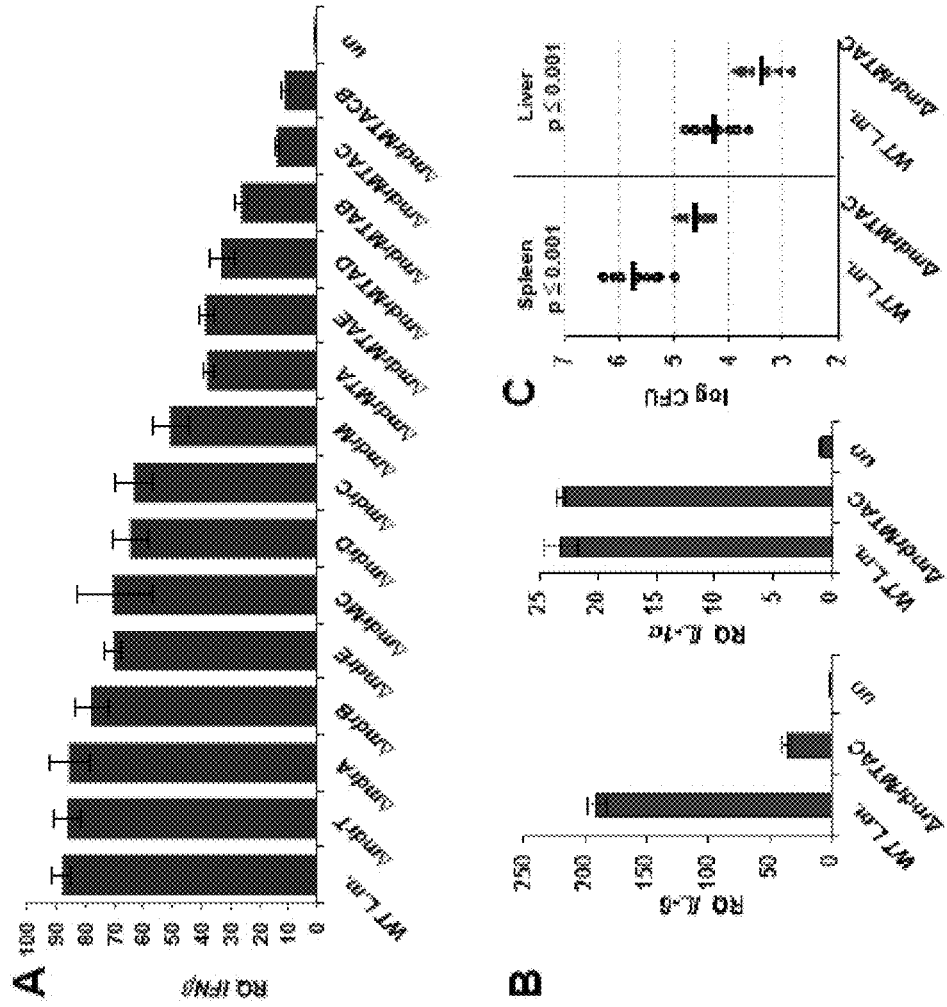 A
RQ IFNβ
100
90
80
70
60
50
40
30
20
10
0
WT L.m.
ΔmdrT
ΔmdrA
ΔmdrB
ΔmdrE
ΔmdrMC
ΔmdrD
ΔmdrC
ΔmdrM
ΔmdrMTA
ΔmdrMTAE
ΔmdrMTAD
ΔmdrMTAB
ΔmdrMTAC
ΔmdrMTACB
un
B
RQ IL-6
250
200
150
100
50
0
WT L.m.
ΔmdrMTAC
un
RQ IL-1α
25
20
15
10
5
0
WT L.m.
ΔmdrMTAC
un
C
log CFU
7
6
5
4
3
2
Spleen
p ≤ 0.001
Liver
p ≤ 0.001
WT L.m.
ΔmdrMTAC
WT L.m.
ΔmdrMTAC